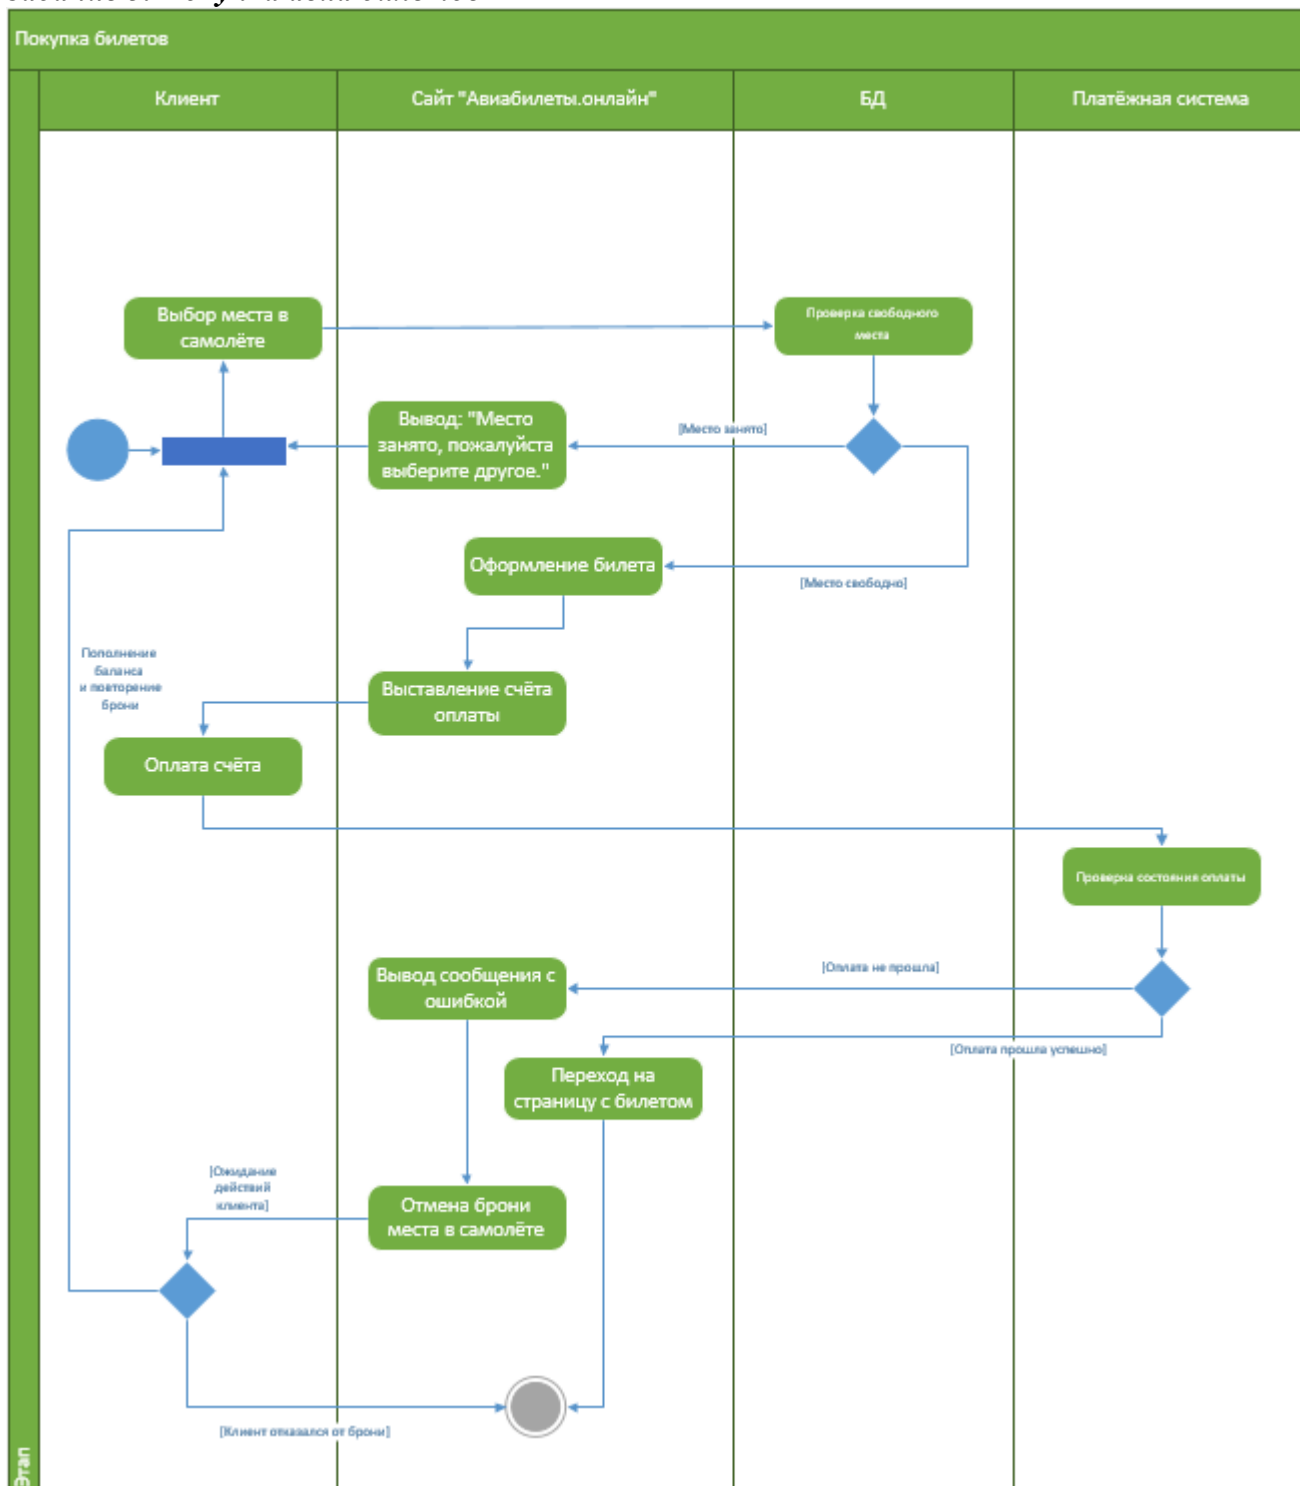 Покупка билетов
Клиент
Сайт "Авиабилеты.онлайн"
БД
Платёжная система
Выбор места в
самолёте
Проверка свободного
места
Вывод: "Место
занято, пожалуйста
выберите другое."
[Место занято]
Оформление билета
[Место свободно]
Пополнение
баланса
и повторение
брони
Выставление счёта
оплаты
Оплата счёта
Проверка состояния оплаты
[Оплата не прошла]
Вывод сообщения с
ошибкой
[Оплата прошла успешно]
Переход на
страницу с билетом
[Ожидание
действий
клиента]
Отмена брони
места в самолёте
[Клиент отказался от брони]
Этап